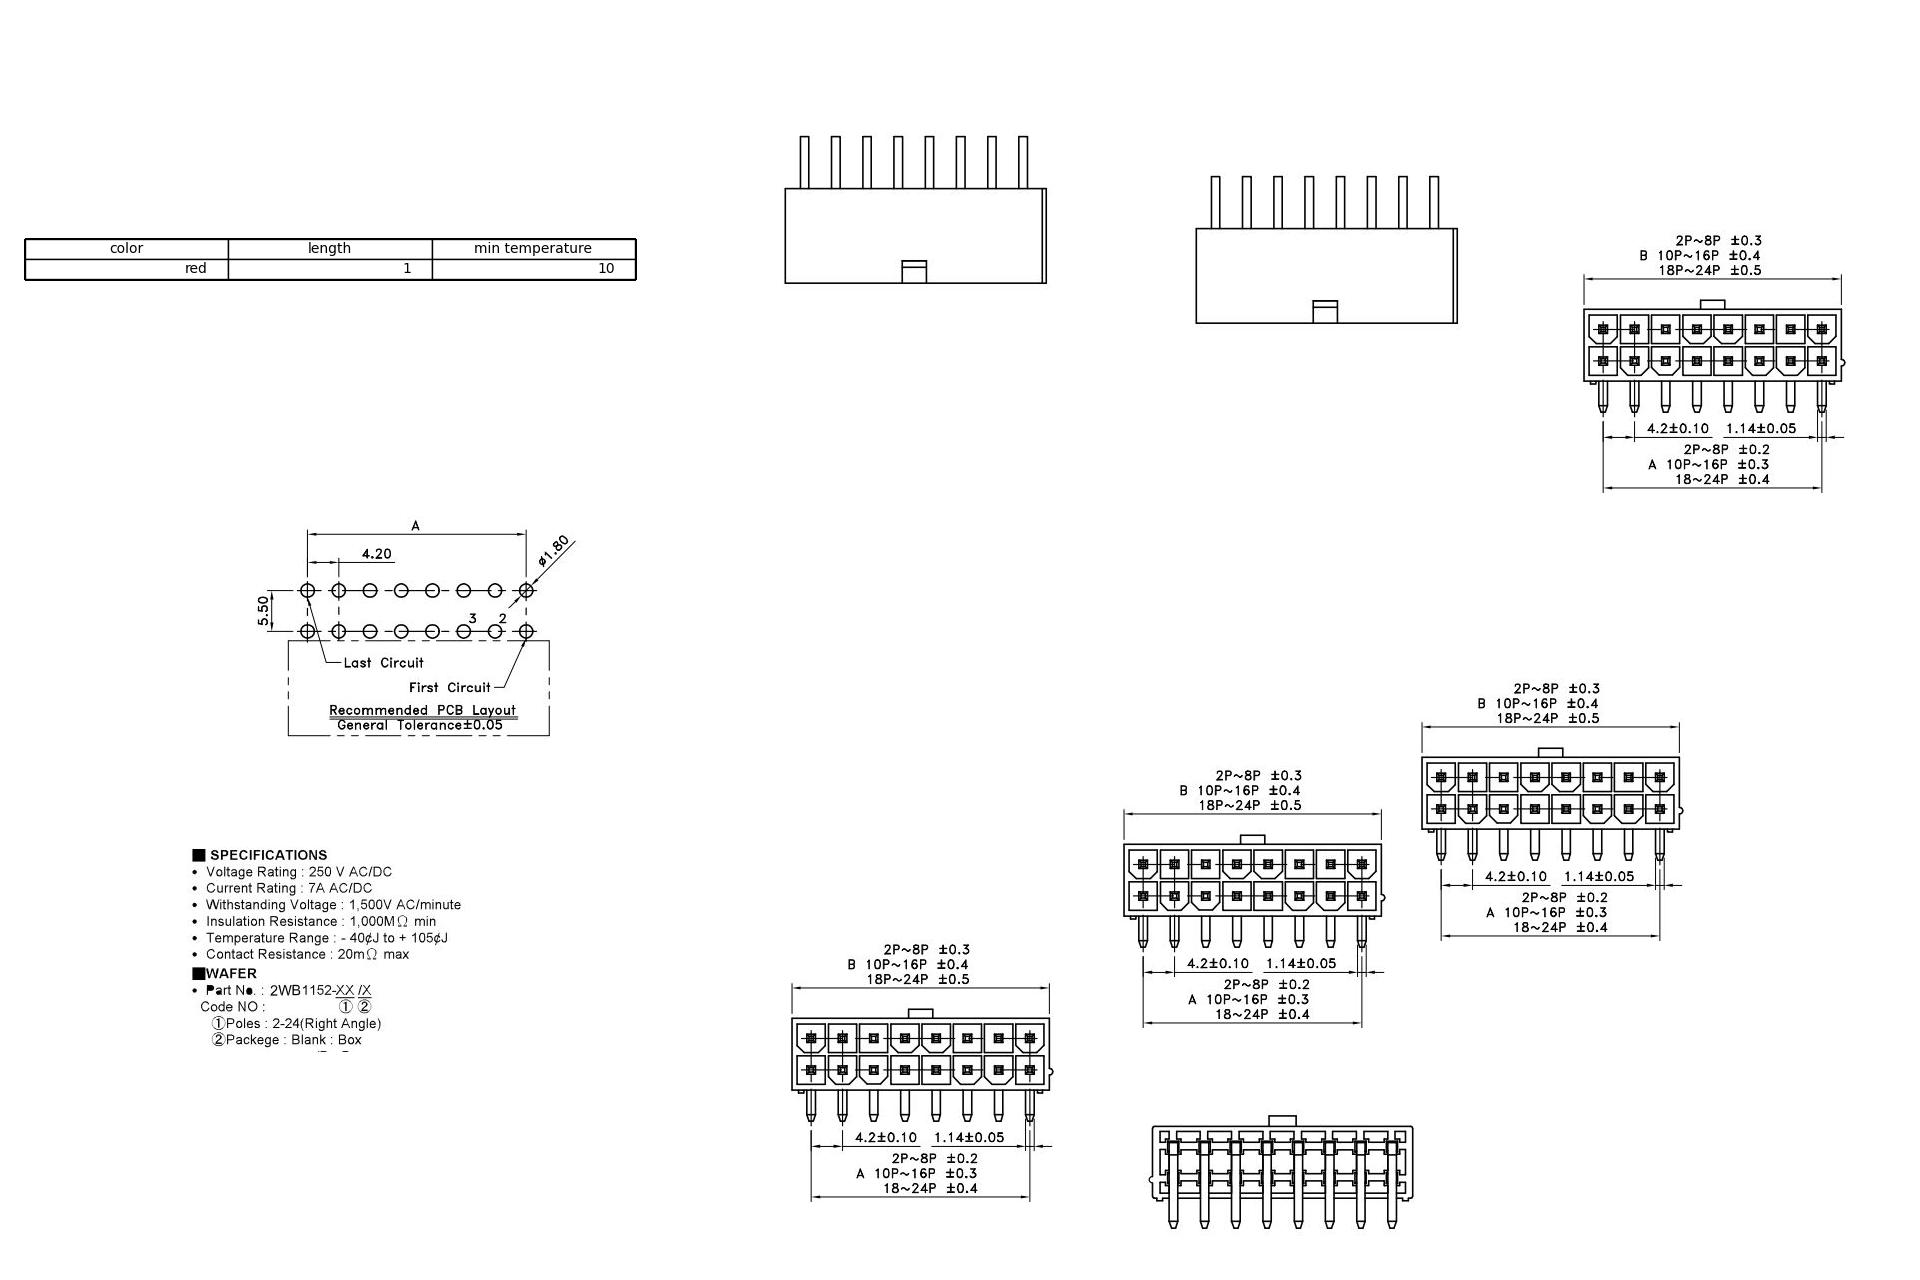 color length min temperature
red 1 10
2P~8P ±0.3
B 10P~16P ±0.4
18P~24P ±0.5
4.2±0.10 1.14±0.05
2P~8P ±0.2
A 10P~16P ±0.3
18~24P ±0.4
A
4.20
ø1.80
5.50
3 2
Last Circuit
First Circuit
Recommended PCB Layout
General Tolerance±0.05
2P~8P ±0.3
B 10P~16P ±0.4
18P~24P ±0.5
4.2±0.10 1.14±0.05
2P~8P ±0.2
A 10P~16P ±0.3
18~24P ±0.4
2P~8P ±0.3
B 10P~16P ±0.4
18P~24P ±0.5
4.2±0.10 1.14±0.05
2P~8P ±0.2
A 10P~16P ±0.3
18~24P ±0.4
■ SPECIFICATIONS
• Voltage Rating : 250 V AC/DC
• Current Rating : 7A AC/DC
• Withstanding Voltage : 1,500V AC/minute
• Insulation Resistance : 1,000MΩ min
• Temperature Range : - 40¢J to + 105¢J
• Contact Resistance : 20mΩ max
■WAFER
• Part No. : 2WB1152-XX /X
Code NO : ① ②
①Poles : 2-24(Right Angle)
②Packege : Blank : Box
2P~8P ±0.3
B 10P~16P ±0.4
18P~24P ±0.5
4.2±0.10 1.14±0.05
2P~8P ±0.2
A 10P~16P ±0.3
18~24P ±0.4